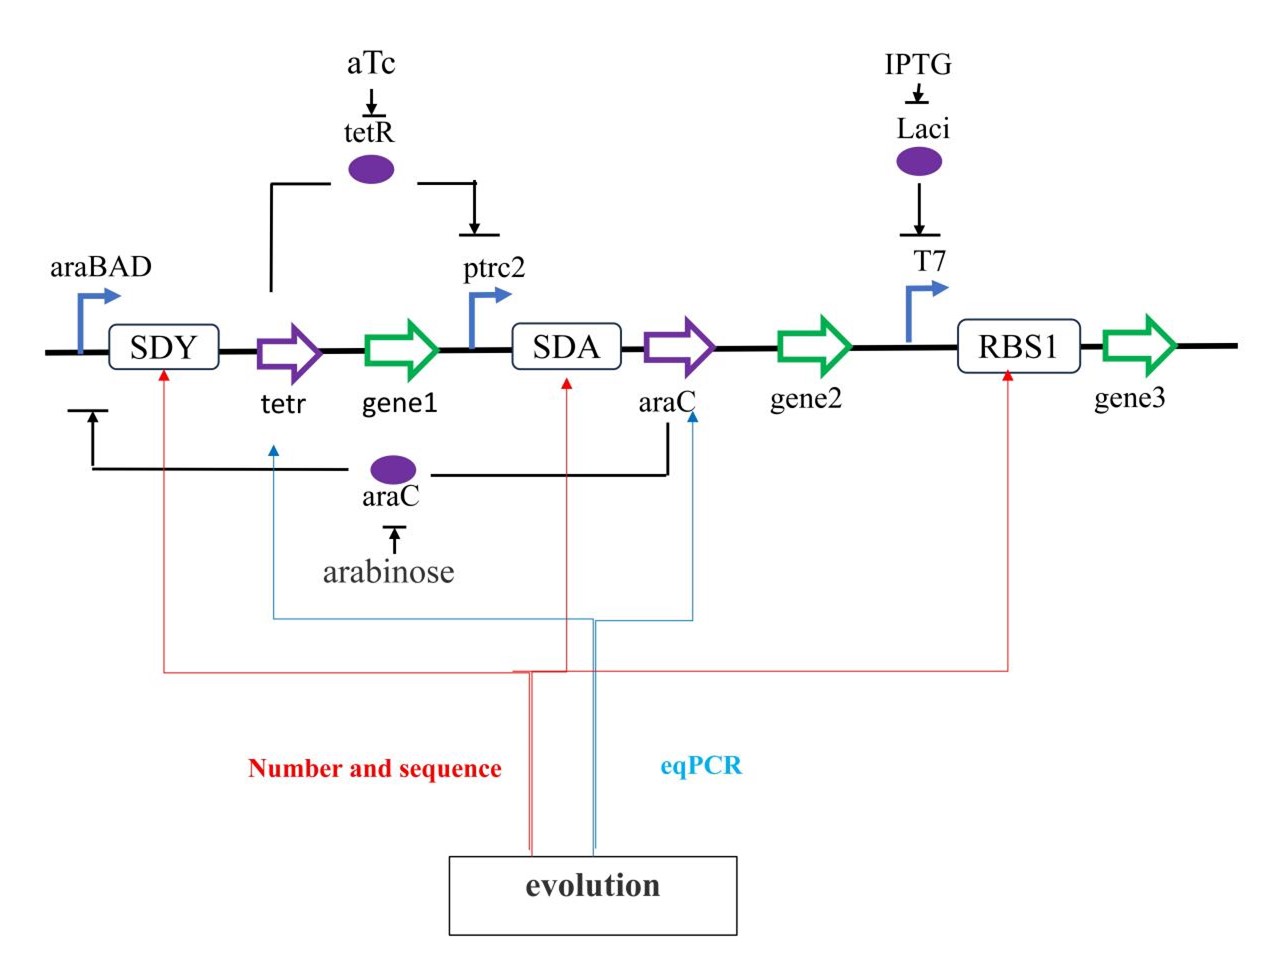 aTc
IPTG
tetR
Laci
araBAD
ptrc2
T7
SDY
SDA
RBS1
tetr
gene1
araC
gene2
gene3
araC
arabinose
Number and sequence
eqPCR
evolution